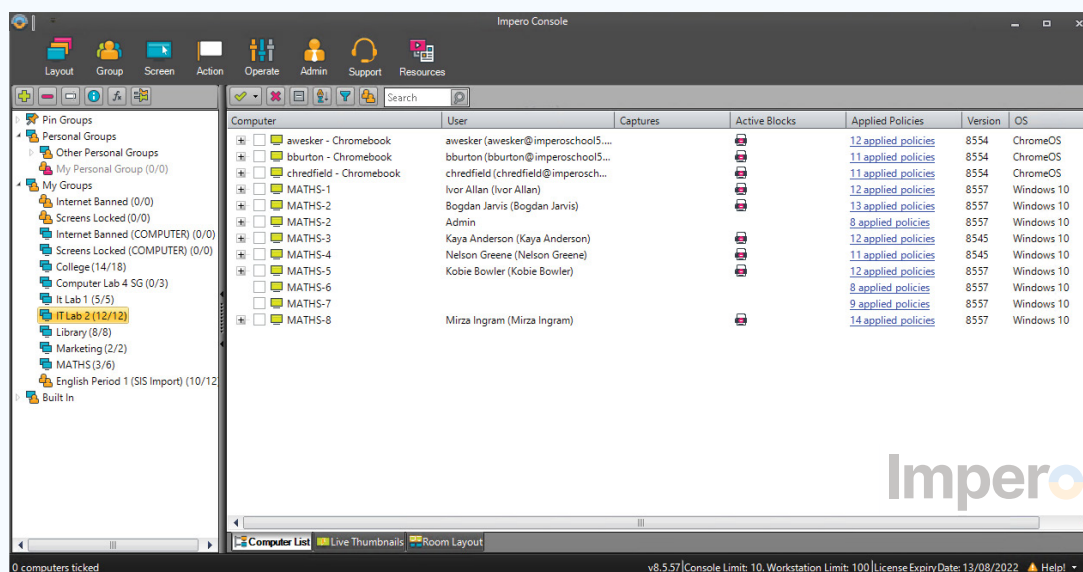 Impero Console
Layout Group Screen Action Operate Admin Support Resources
Search
Pin Groups
Personal Groups
Other Personal Groups
My Personal Group (0/0)
My Groups
Internet Banned (0/0)
Screens Locked (0/0)
Internet Banned (COMPUTER) (0/0)
Screens Locked (COMPUTER) (0/0)
College (14/18)
Computer Lab 4 SG (0/3)
It Lab 1 (5/5)
IT Lab 2 (12/12)
Library (8/8)
Marketing (2/2)
MATHS (3/6)
English Period 1 (SIS Import) (10/12
Built In
Computer User Captures Active Blocks Applied Policies Version OS
awesker - Chromebook awesker (awesker@imperoschool5.... 12 applied policies 8554 ChromeOS
bburton - Chromebook bburton (bburton@imperoschool5... 11 applied policies 8554 ChromeOS
chredfield - Chromebook chredfield (chredfield@imperosch... 11 applied policies 8554 ChromeOS
MATHS-1 Ivor Allan (Ivor Allan) 12 applied policies 8557 Windows 10
MATHS-2 Bogdan Jarvis (Bogdan Jarvis) 13 applied policies 8557 Windows 10
MATHS-2 Admin 8 applied policies 8557 Windows 10
MATHS-3 Kaya Anderson (Kaya Anderson) 12 applied policies 8545 Windows 10
MATHS-4 Nelson Greene (Nelson Greene) 11 applied policies 8545 Windows 10
MATHS-5 Kobie Bowler (Kobie Bowler) 12 applied policies 8557 Windows 10
MATHS-6 8 applied policies 8557 Windows 10
MATHS-7 9 applied policies 8557 Windows 10
MATHS-8 Mirza Ingram (Mirza Ingram) 14 applied policies 8557 Windows 10
Impero
Computer List Live Thumbnails Room Layout
0 computers ticked
v8.5.57 Console Limit: 10. Workstation Limit: 100 License Expiry Date: 13/08/2022 Help!